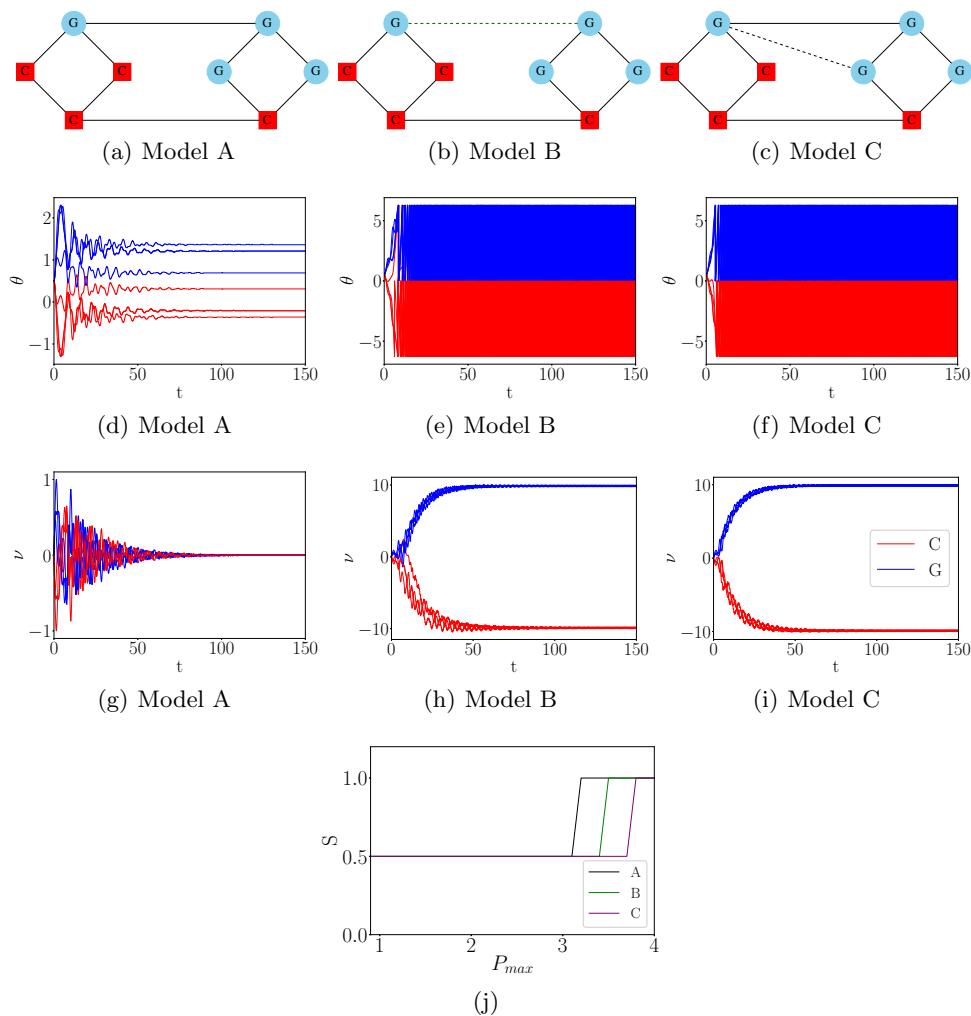 G G G G G G
C C G G C C G G C C G G
C C C C C C
(a) Model A (b) Model B (c) Model C
2
1
0
−1
θ
0 50 100 150
t
5
0
−5
θ
0 50 100 150
t
5
0
−5
θ
0 50 100 150
t
(d) Model A (e) Model B (f) Model C
1
0
−1
ν
0 50 100 150
t
10
0
−10
ν
0 50 100 150
t
10
0
−10
ν
0 50 100 150
t
C
G
(g) Model A (h) Model B (i) Model C
1.0
0.5
0.0
S
1 2 3 4
P_max
A
B
C
(j)